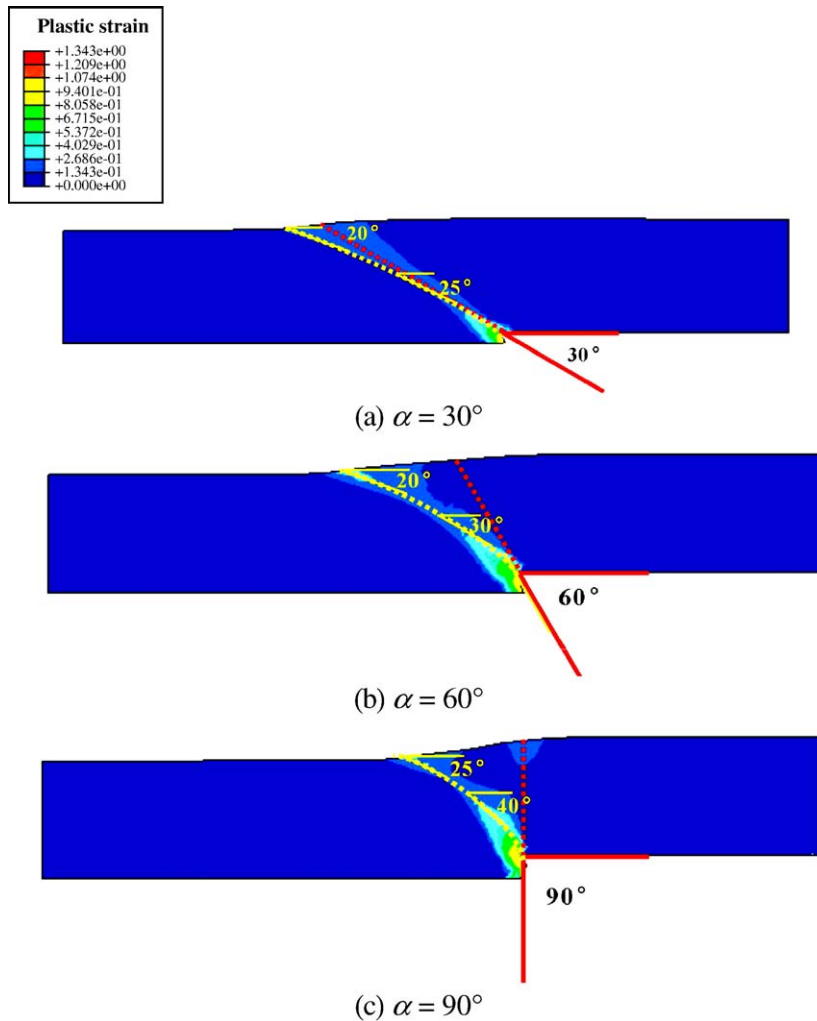 Plastic strain
+1.343e+00
+1.209e+00
+1.074e+00
+9.401e-01
+8.058e-01
+6.715e-01
+5.372e-01
+4.029e-01
+2.686e-01
+1.343e-01
+0.000e+00
20°
25°
30°
(a) α = 30°
20°
30°
60°
(b) α = 60°
25°
40°
90°
(c) α = 90°